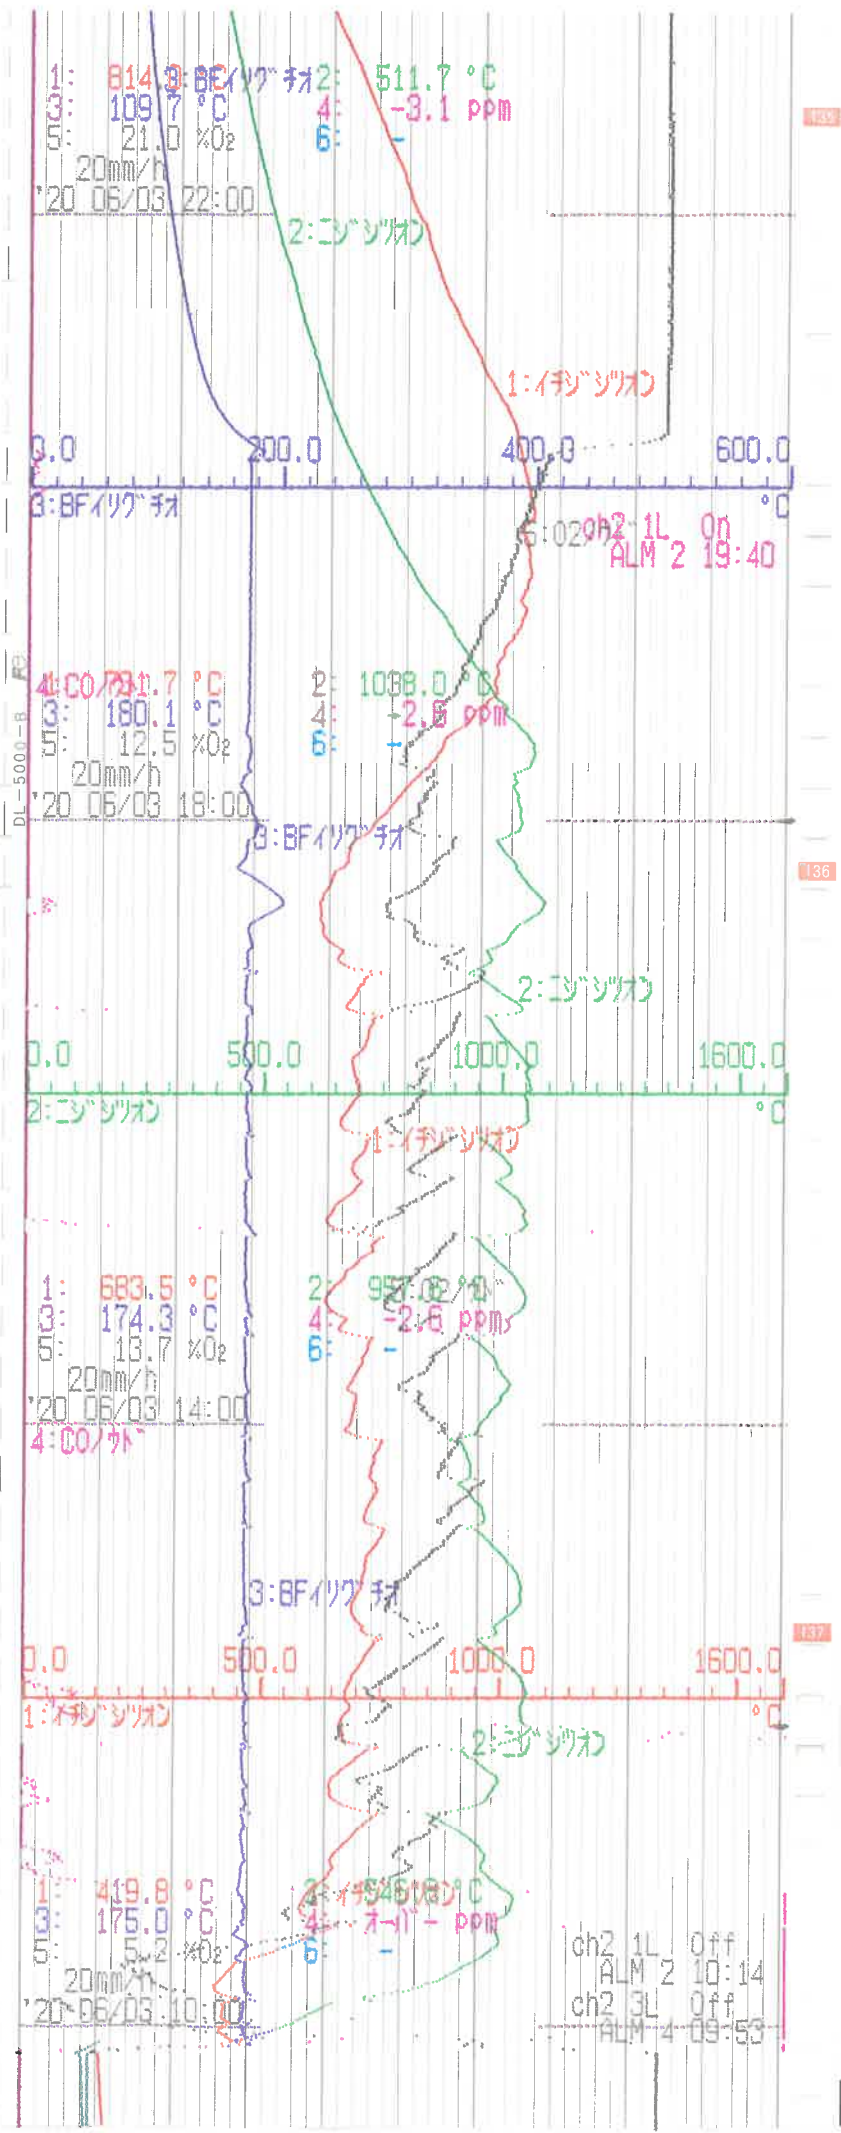 1: 814. °C 2: 511.7 °C
3: 109.7 °C 4: -3.1 ppm
5: 21.0 %O₂ 6: -
20mm/h
'20 06/03 22:00
135
2:ニジシツオン
1:イチジシツオン
0.0 200.0 400.0 600.0
3:BFイリグチオ °C
ch2 1L On
ALM 2 19:40
DL-5000-B
4:CO/ウド
1.7 °C 2: 1038.0 °C
3: 180.1 °C 4: -2.6 ppm
5: 12.5 %O₂ 6: -
20mm/h
'20 06/03 18:00
3:BFイリグチオ
136
2:ニジシツオン
0.0 500.0 1000.0 1600.0
2:ニジシツオン °C
1:イチジシツオン
1: 683.5 °C 2:
3: 174.3 °C 4: -2.6 ppm
5: 13.7 %O₂ 6: -
20mm/h
'20 06/03 14:00
4:CO/ウド
3:BFイリグチオ
137
0.0 500.0 1000.0 1600.0
1:イチジシツオン °C
2:ニジシツオン
1: 419.8 °C °C
3: 175.0 °C 4: オーバー ppm
5: 5.2 %O₂ 6: -
20mm/h
'20 06/03 10:00
ch2 1L Off
ALM 2 10:14
ch2 3L Off
ALM 4 09:53